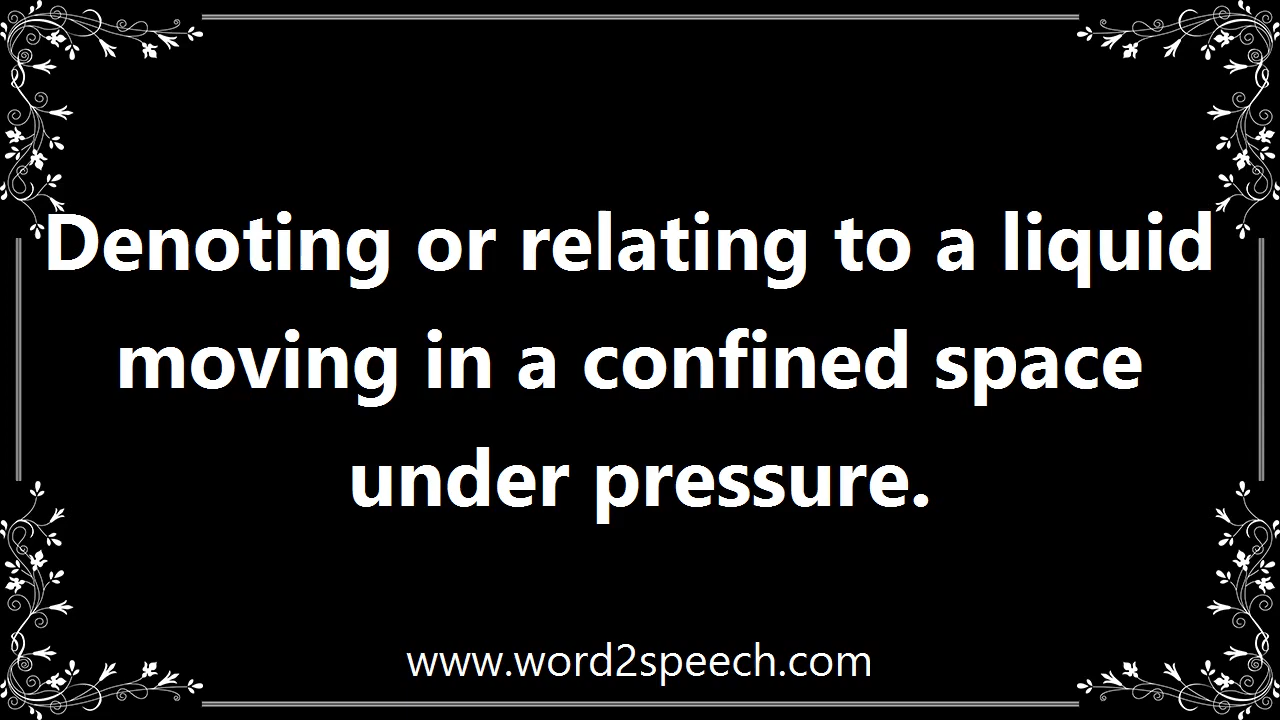 Denoting or relating to a liquid
moving in a confined space
under pressure.
www.word2speech.com